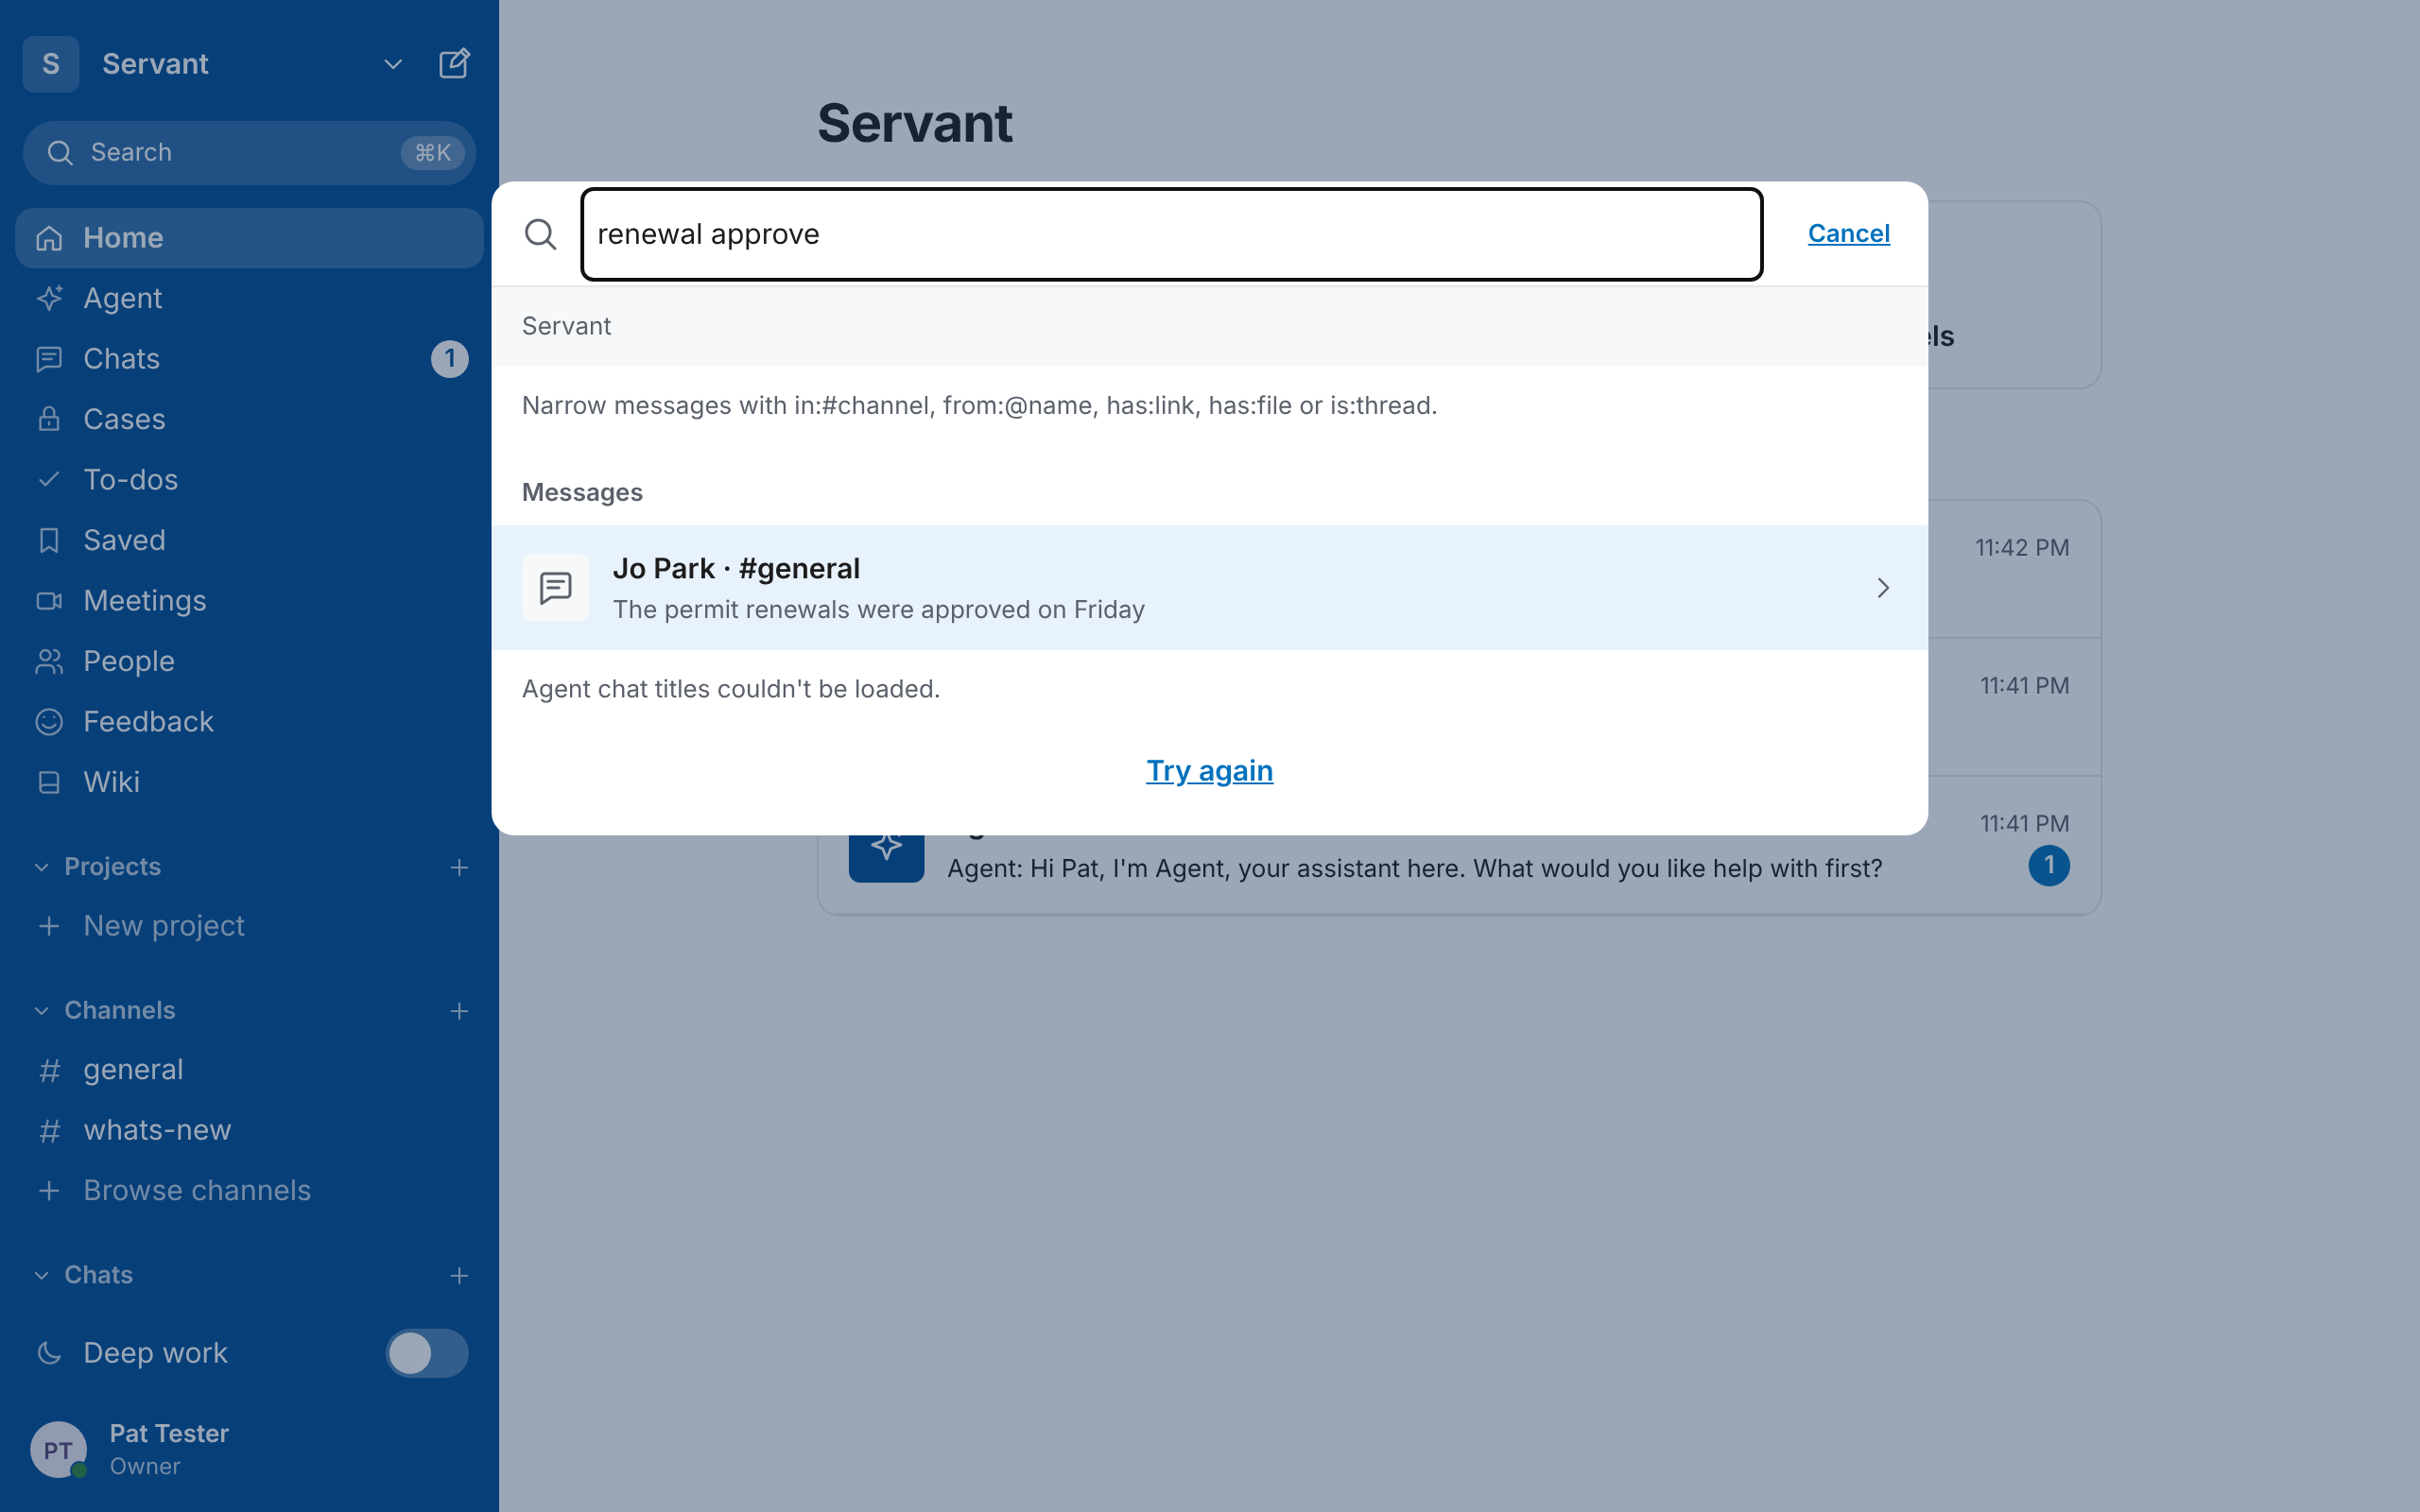 S
Servant
Search
⌘K
Home
Agent
Chats
1
Cases
To-dos
Saved
Meetings
People
Feedback
Wiki
Projects
New project
Channels
# general
# whats-new
Browse channels
Chats
Deep work
PT
Pat Tester
Owner
Servant
renewal approve
Cancel
Servant
Narrow messages with in:#channel, from:@name, has:link, has:file or is:thread.
Messages
Jo Park · #general
The permit renewals were approved on Friday
Agent chat titles couldn't be loaded.
Try again
11:42 PM
11:41 PM
11:41 PM
Agent: Hi Pat, I'm Agent, your assistant here. What would you like help with first?
1